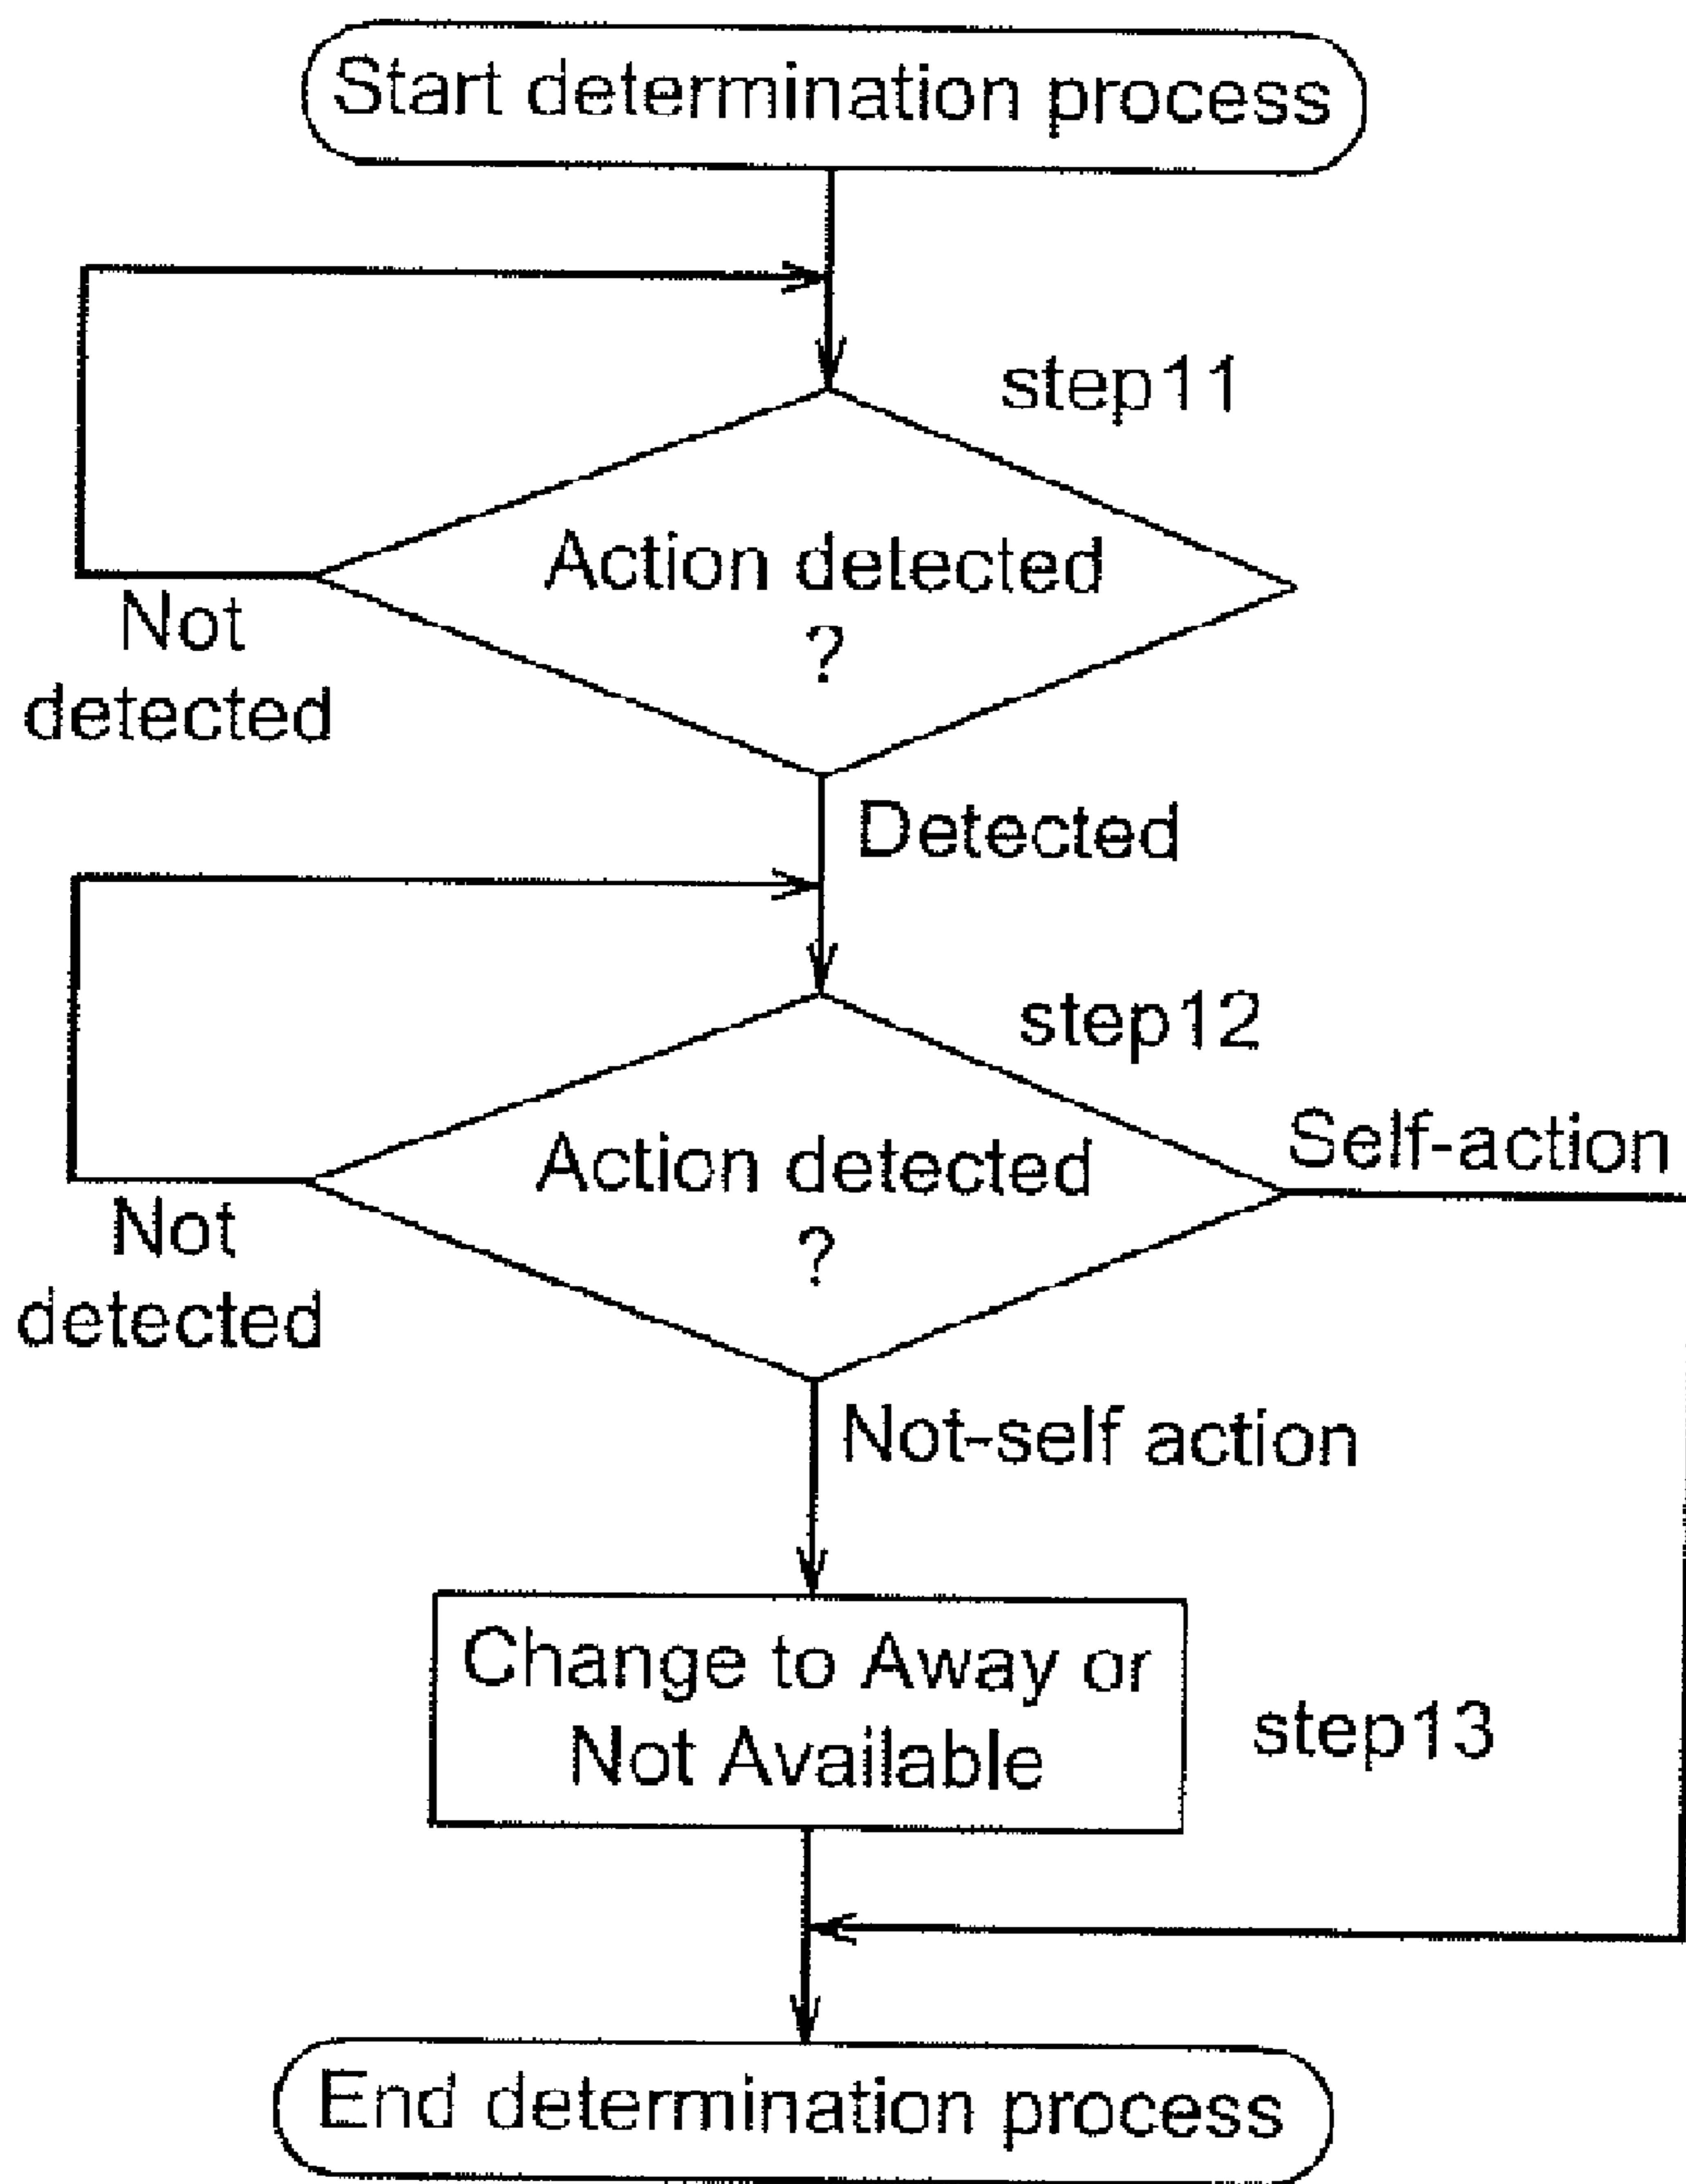 Start determination process
step11
Action detected
?
Not
detected
Detected
step12
Self-action
Action detected
?
Not
detected
Not-self action
Change to Away or
Not Available
step13
End determination process